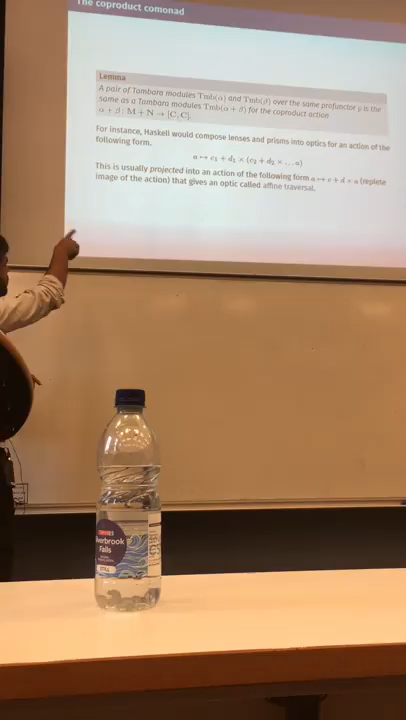 The coproduct comonad
Lemma
A pair of Tambara modules Tmb(α) and Tmb(β) over the same profunctor p is the
same as a Tambara modules Tmb(α + β) for the coproduct action
α + β : M + N → [C, C].
For instance, Haskell would compose lenses and prisms into optics for an action of the
following form.
a ↦ c₁ + d₁ × (c₂ + d₂ × … a)
This is usually projected into an action of the following form a ↦ c + d × a (replete
image of the action) that gives an optic called affine traversal.
Falls
STILL